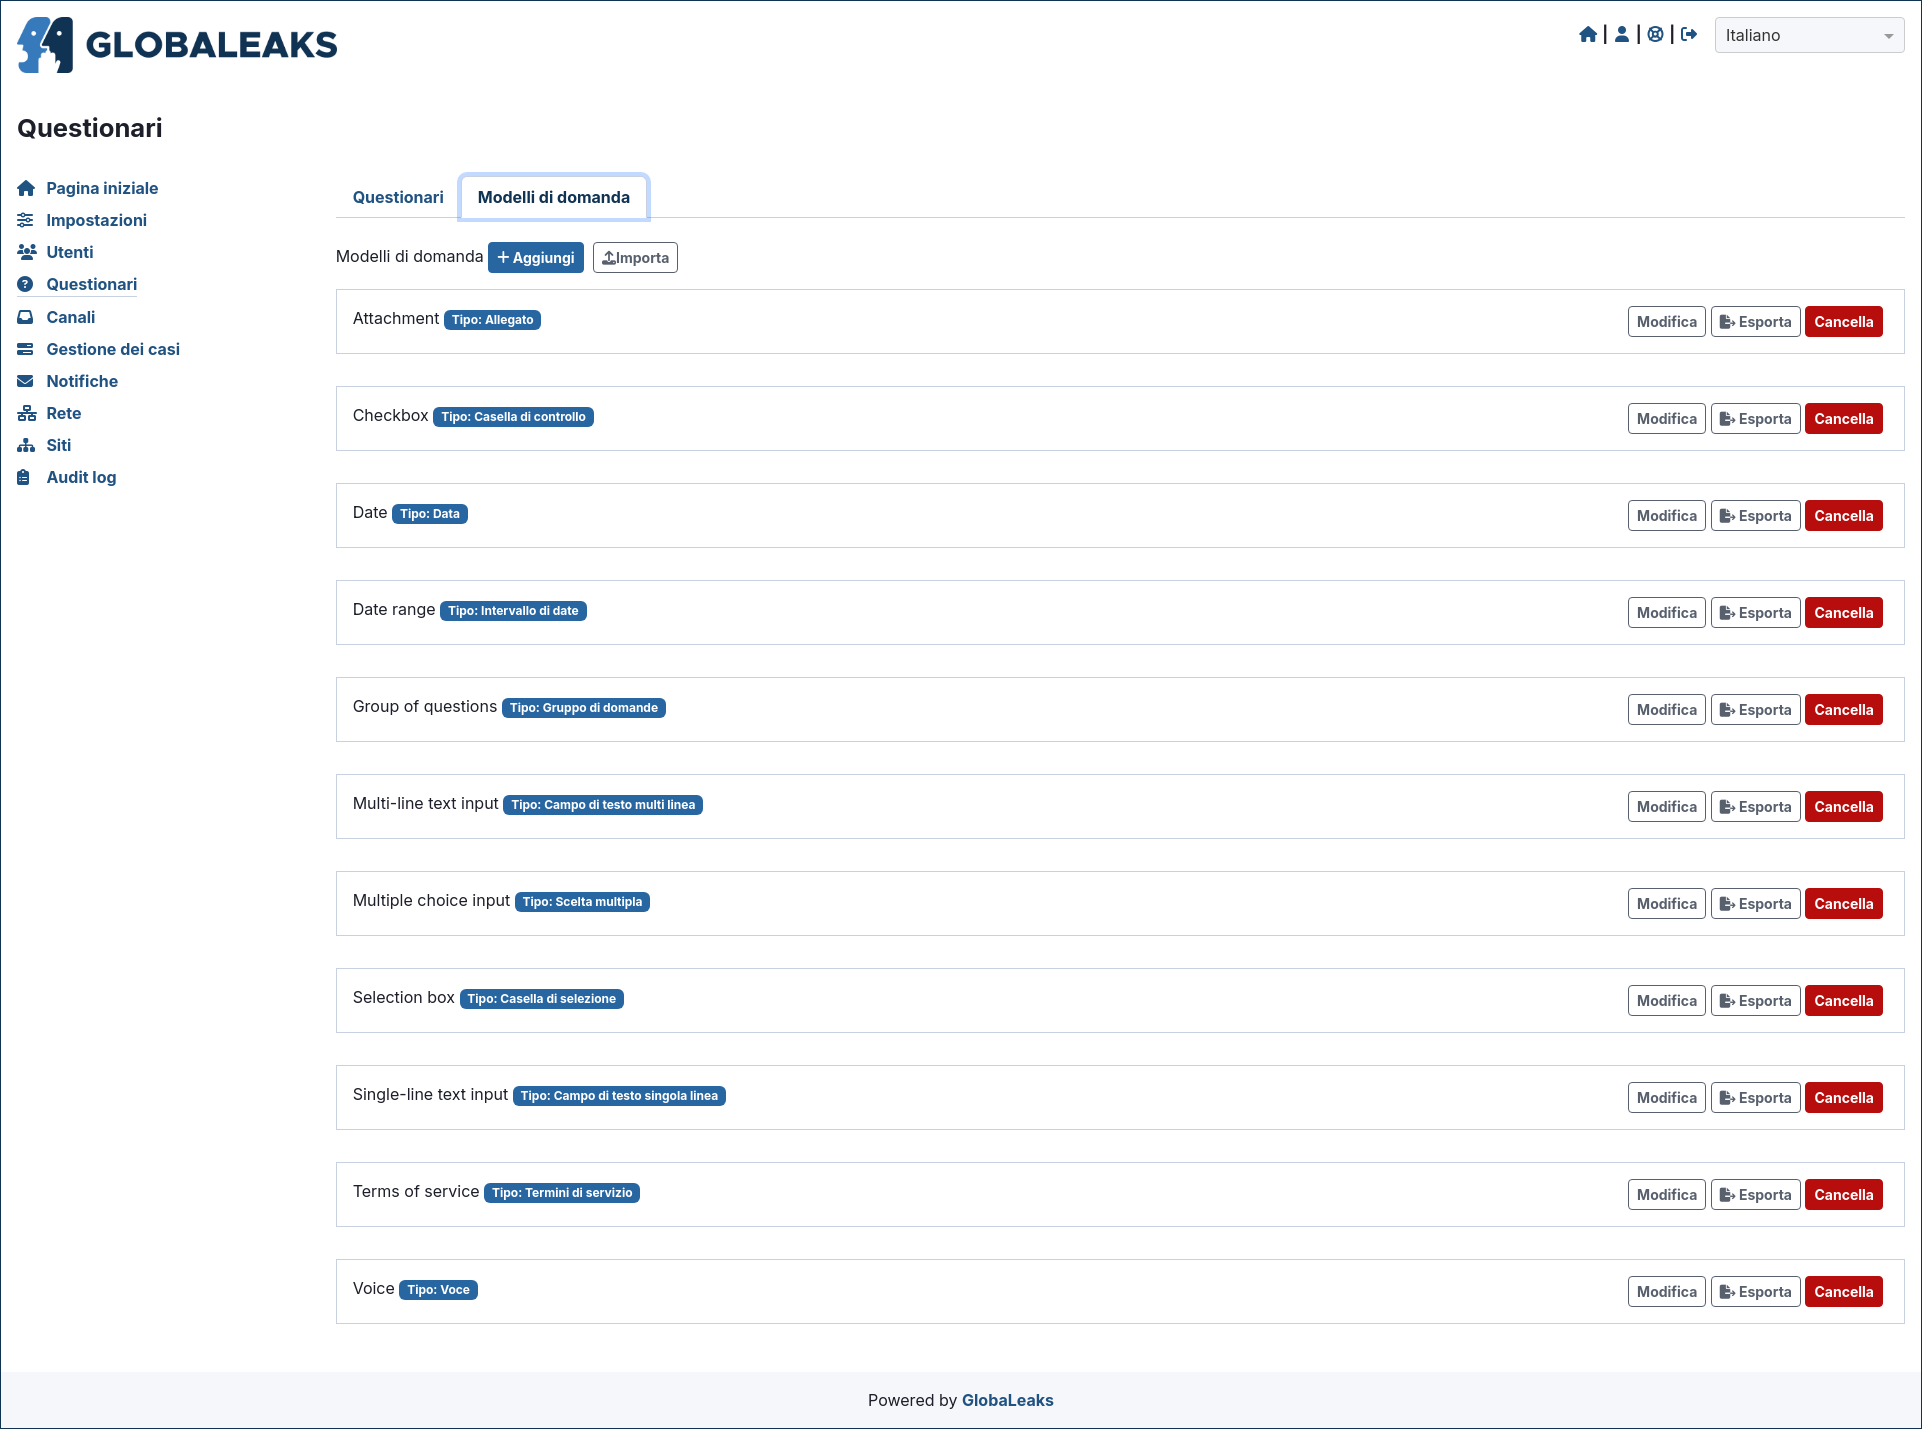 GLOBALEAKS
Italiano
Questionari
Pagina iniziale
Impostazioni
Utenti
Questionari
Canali
Gestione dei casi
Notifiche
Rete
Siti
Audit log
Questionari Modelli di domanda
Modelli di domanda Aggiungi Importa
Attachment Tipo: Allegato Modifica Esporta Cancella
Checkbox Tipo: Casella di controllo Modifica Esporta Cancella
Date Tipo: Data Modifica Esporta Cancella
Date range Tipo: Intervallo di date Modifica Esporta Cancella
Group of questions Tipo: Gruppo di domande Modifica Esporta Cancella
Multi-line text input Tipo: Campo di testo multi linea Modifica Esporta Cancella
Multiple choice input Tipo: Scelta multipla Modifica Esporta Cancella
Selection box Tipo: Casella di selezione Modifica Esporta Cancella
Single-line text input Tipo: Campo di testo singola linea Modifica Esporta Cancella
Terms of service Tipo: Termini di servizio Modifica Esporta Cancella
Voice Tipo: Voce Modifica Esporta Cancella
Powered by GlobaLeaks